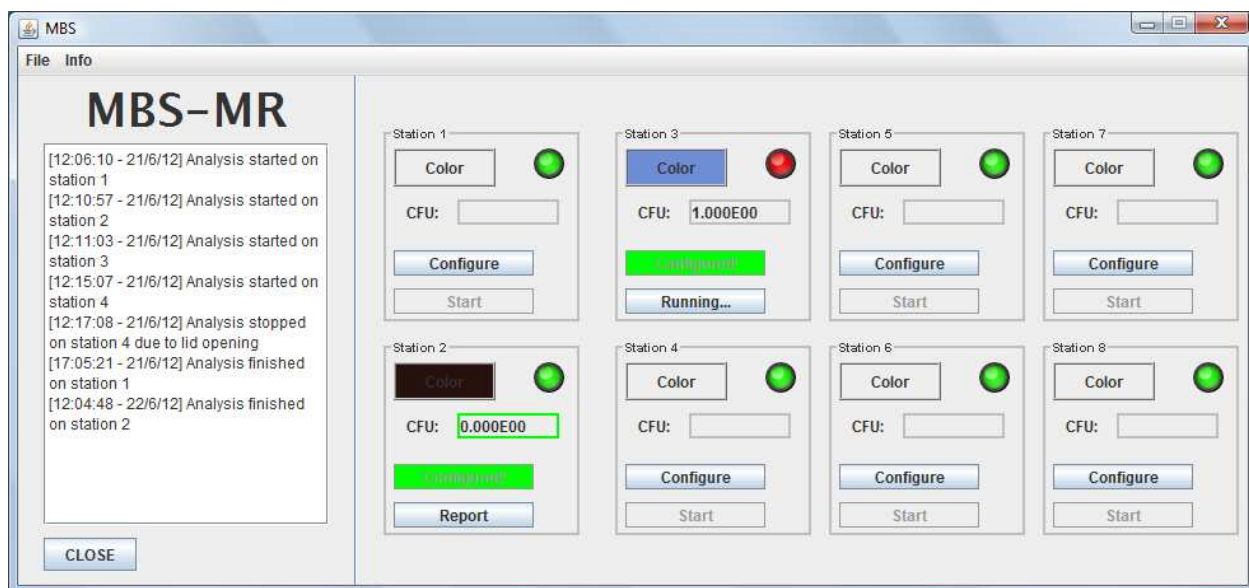 MBS
File Info
MBS-MR
[12:06:10 - 21/6/12] Analysis started on
station 1
[12:10:57 - 21/6/12] Analysis started on
station 2
[12:11:03 - 21/6/12] Analysis started on
station 3
[12:15:07 - 21/6/12] Analysis started on
station 4
[12:17:08 - 21/6/12] Analysis stopped
on station 4 due to lid opening
[17:05:21 - 21/6/12] Analysis finished
on station 1
[12:04:48 - 22/6/12] Analysis finished
on station 2
CLOSE
Station 1
Color
CFU:
Configure
Start
Station 3
Color
CFU: 1.000E00
Running...
Station 5
Color
CFU:
Configure
Start
Station 7
Color
CFU:
Configure
Start
Station 2
Color
CFU: 0.000E00
Report
Station 4
Color
CFU:
Configure
Start
Station 6
Color
CFU:
Configure
Start
Station 8
Color
CFU:
Configure
Start